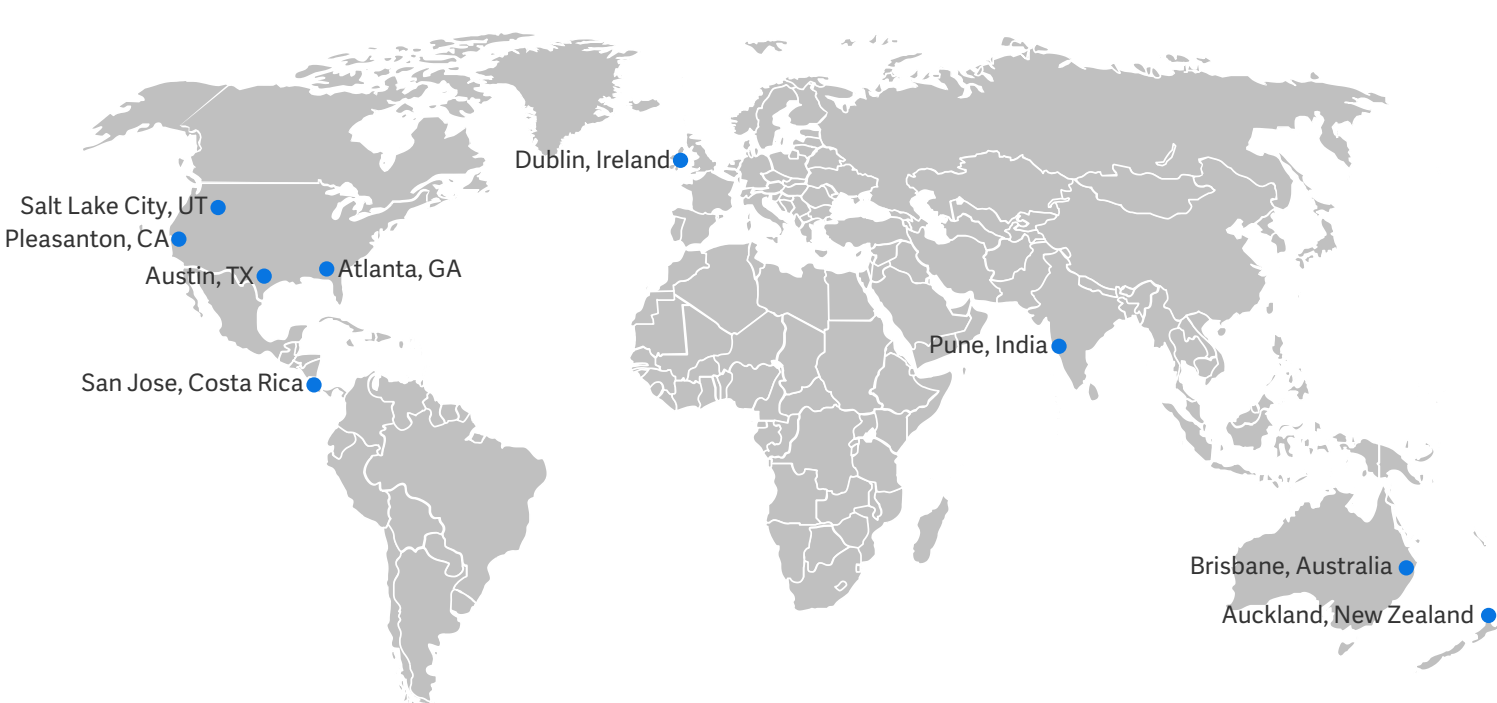 Dublin, Ireland
Salt Lake City, UT
Pleasanton, CA
Austin, TX
Atlanta, GA
Pune, India
San Jose, Costa Rica
Brisbane, Australia
Auckland, New Zealand